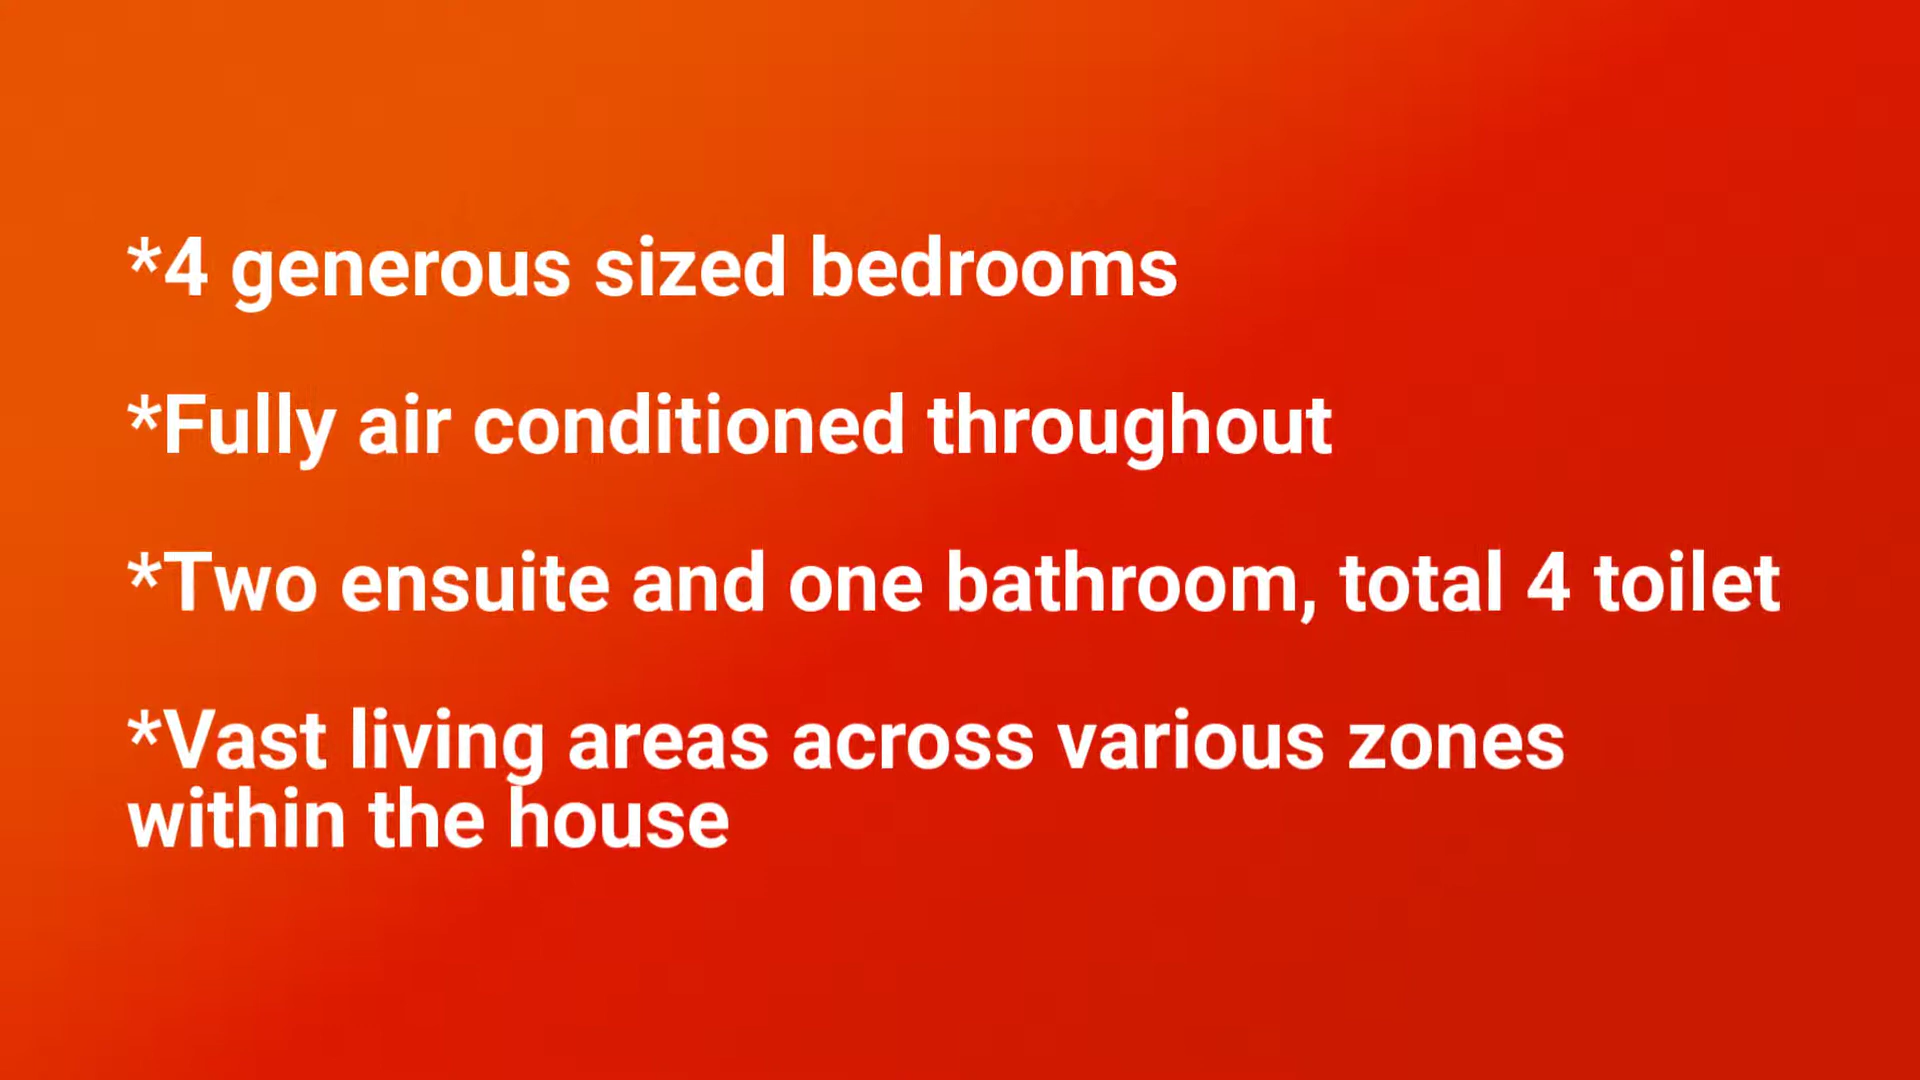 *4 generous sized bedrooms
*Fully air conditioned throughout
*Two ensuite and one bathroom, total 4 toilet
*Vast living areas across various zones
within the house